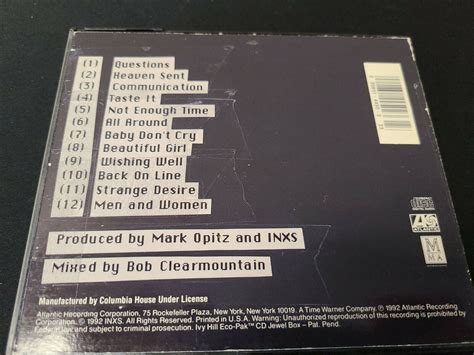 (1) Questions
(2) Heaven Sent
(3) Communication
(4) Taste It
(5) Not Enough Time
(6) All Around
(7) Baby Don't Cry
(8) Beautiful Girl
(9) Wishing Well
(10) Back On Line
(11) Strange Desire
(12) Men and Women
Produced by Mark Opitz and INXS
Mixed by Bob Clearmountain
ATLANTIC
M
MMA
Manufactured by Columbia House Under License
Atlantic Recording Corporation, 75 Rockefeller Plaza, New York, New York 10019. A Time Warner Company. ℗ 1992 Atlantic Recording
Corporation © 1992 INXS. All Rights Reserved. Printed in U.S.A. Warning: Unauthorized reproduction of this recording is prohibited by
Federal law and subject to criminal prosecution. Ivy Hill Eco-Pak™ CD Jewel Box – Pat. Pend.